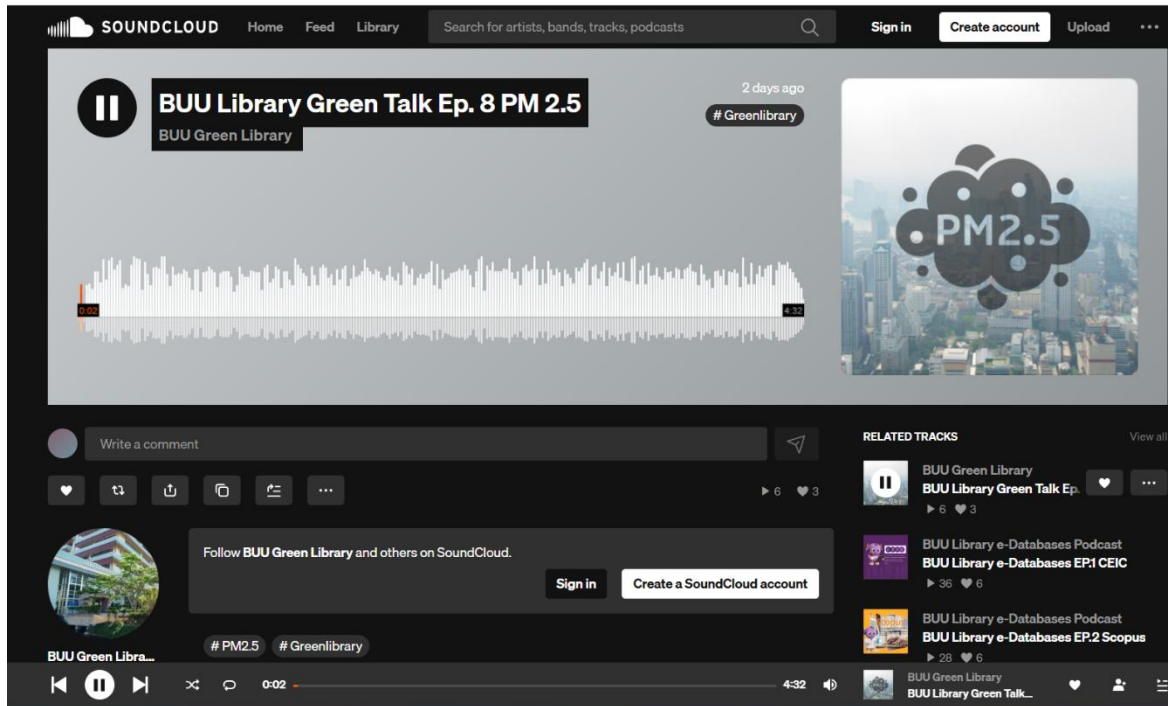 SOUNDCLOUD Home Feed Library Search for artists, bands, tracks, podcasts Sign in Create account Upload
BUU Library Green Talk Ep. 8 PM 2.5
BUU Green Library
2 days ago
# Greenlibrary
PM2.5
0:02 4:32
Write a comment
6 3
Follow BUU Green Library and others on SoundCloud.
Sign in Create a SoundCloud account
BUU Green Libra...
# PM2.5 # Greenlibrary
RELATED TRACKS View all
BUU Green Library
BUU Library Green Talk Ep.
6 3
BUU Library e-Databases Podcast
BUU Library e-Databases EP.1 CEIC
36 6
BUU Library e-Databases Podcast
BUU Library e-Databases EP.2 Scopus
28 6
0:02 4:32
BUU Green Library
BUU Library Green Talk...